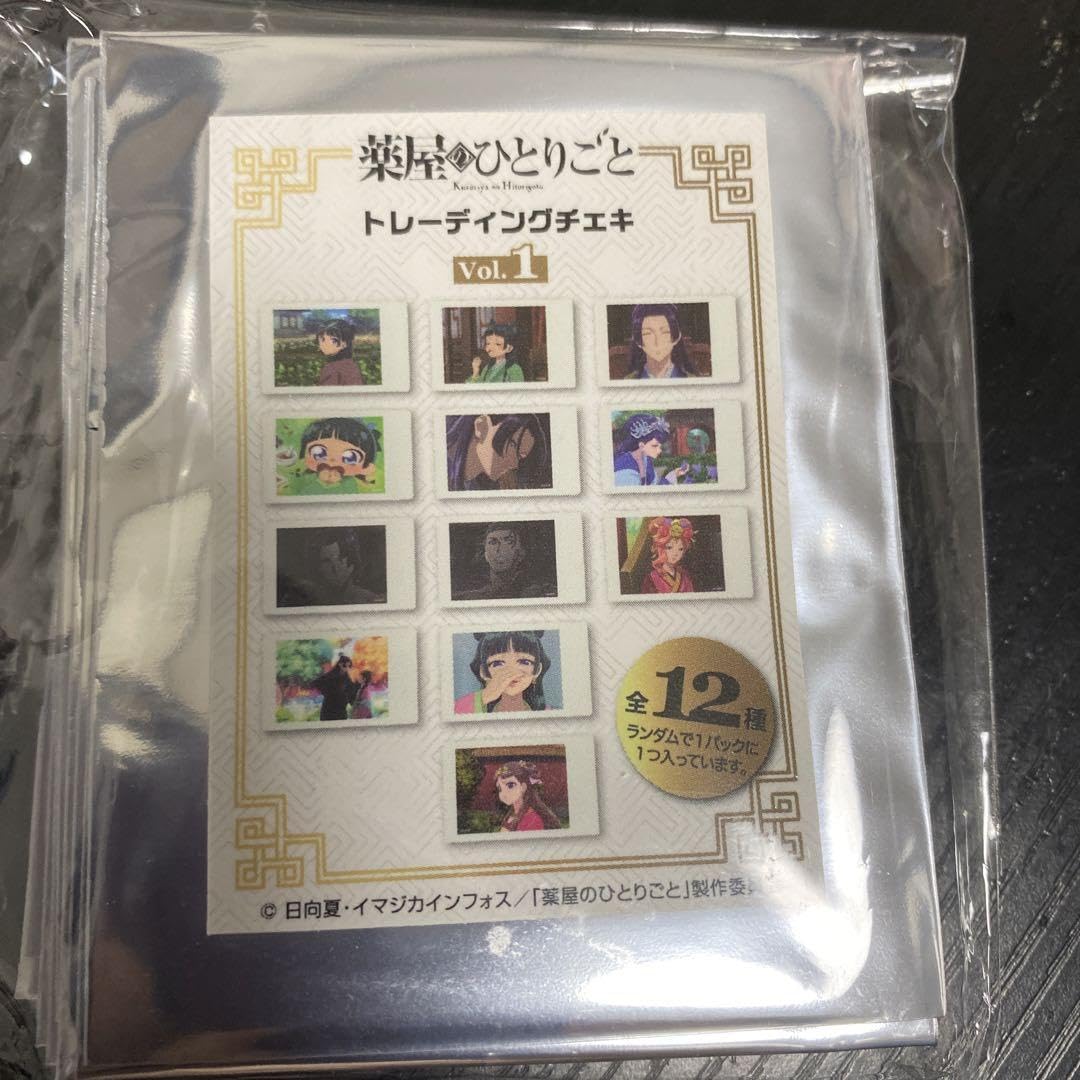 薬屋のひとりごと
Kusuriya no Hitorigoto
トレーディングチェキ
Vol.1
全12種
ランダムで1パックに
1つ入っています。
© 日向夏・イマジカインフォス／「薬屋のひとりごと」製作委員